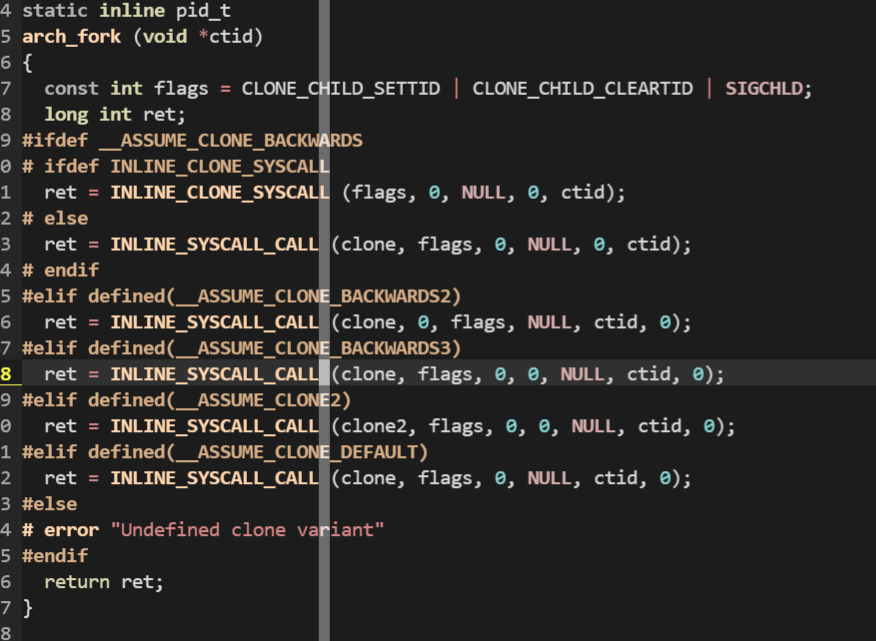 4 static inline pid_t
5 arch_fork (void *ctid)
6 {
7   const int flags = CLONE_CHILD_SETTID | CLONE_CHILD_CLEARTID | SIGCHLD;
8   long int ret;
9 #ifdef __ASSUME_CLONE_BACKWARDS
0 # ifdef INLINE_CLONE_SYSCALL
1   ret = INLINE_CLONE_SYSCALL (flags, 0, NULL, 0, ctid);
2 # else
3   ret = INLINE_SYSCALL_CALL (clone, flags, 0, NULL, 0, ctid);
4 # endif
5 #elif defined(__ASSUME_CLONE_BACKWARDS2)
6   ret = INLINE_SYSCALL_CALL (clone, 0, flags, NULL, ctid, 0);
7 #elif defined(__ASSUME_CLONE_BACKWARDS3)
8   ret = INLINE_SYSCALL_CALL (clone, flags, 0, 0, NULL, ctid, 0);
9 #elif defined(__ASSUME_CLONE2)
0   ret = INLINE_SYSCALL_CALL (clone2, flags, 0, 0, NULL, ctid, 0);
1 #elif defined(__ASSUME_CLONE_DEFAULT)
2   ret = INLINE_SYSCALL_CALL (clone, flags, 0, NULL, ctid, 0);
3 #else
4 # error "Undefined clone variant"
5 #endif
6   return ret;
7 }
8